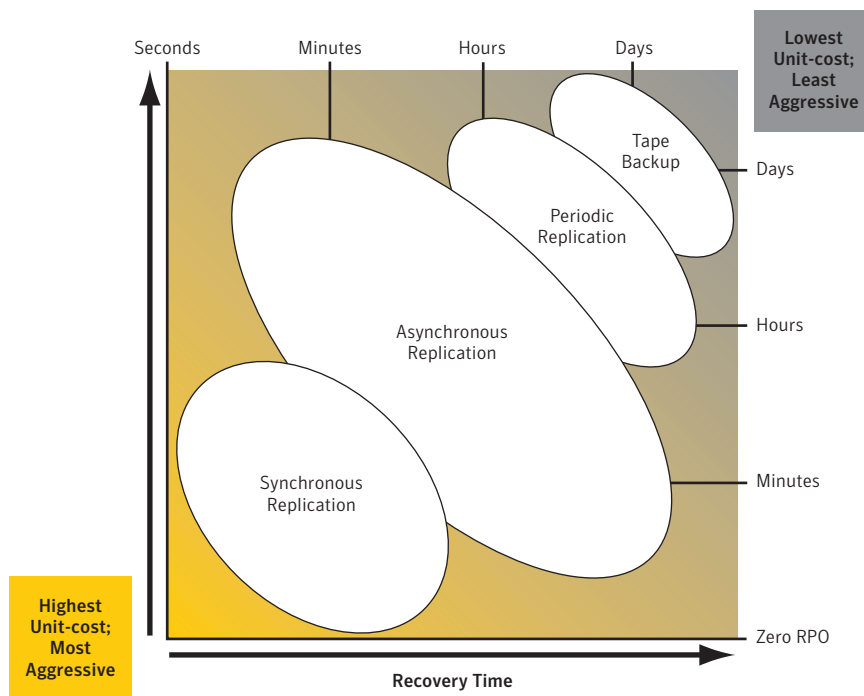 Seconds
Minutes
Hours
Days
Lowest
Unit-cost;
Least
Aggressive
Tape
Backup
Days
Periodic
Replication
Hours
Asynchronous
Replication
Synchronous
Replication
Minutes
Highest
Unit-cost;
Most
Aggressive
Zero RPO
Recovery Time